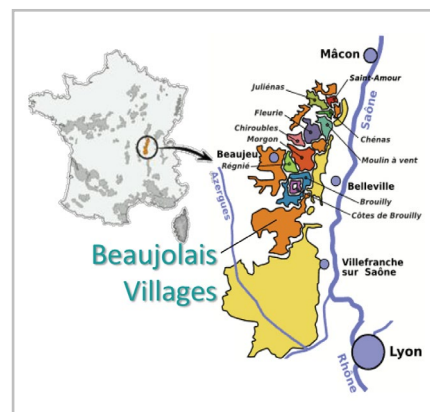 Mâcon
Saint-Amour
Juliénas
Saône
Fleurie
Chiroubles
Chénas
Morgon
Beaujeu
Moulin à vent
Régnié
Belleville
Azergues
Brouilly
Côtes de Brouilly
Beaujolais
Villages
Villefranche
sur Saône
Lyon
Rhône